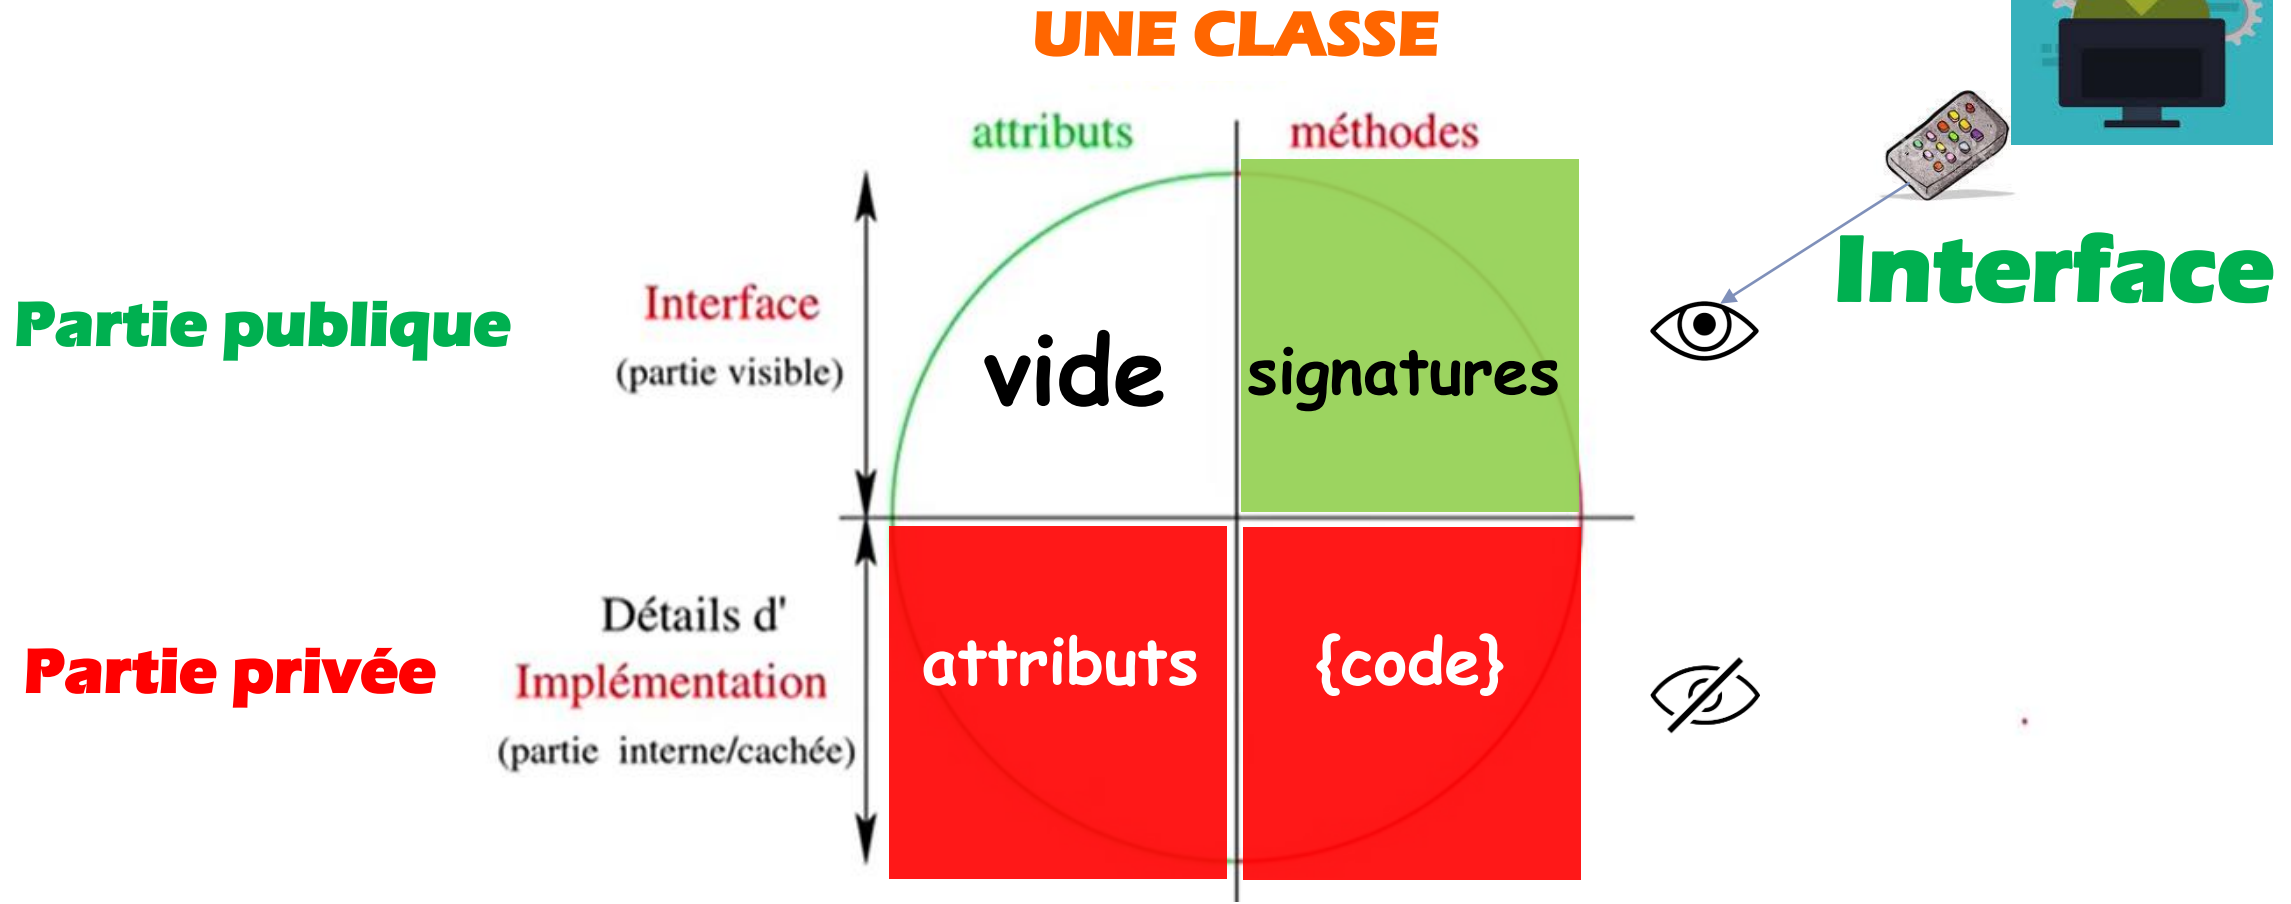 UNE CLASSE
attributs
méthodes
Interface
Partie publique
Interface
(partie visible)
vide
signatures
Partie privée
Détails d'
Implémentation
(partie interne/cachée)
attributs
{code}